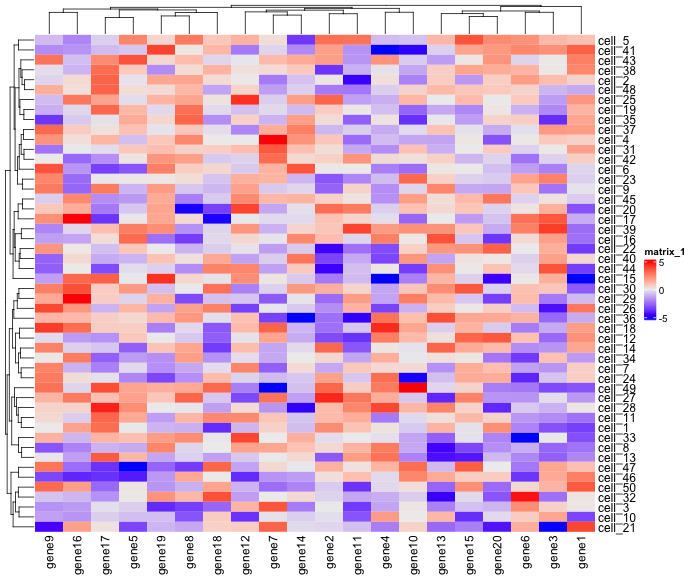 cell_5
cell_41
cell_43
cell_38
cell_2
cell_48
cell_25
cell_19
cell_35
cell_37
cell_4
cell_31
cell_42
cell_6
cell_23
cell_9
cell_45
cell_20
cell_17
cell_39
cell_16
cell_22
cell_40
cell_44
cell_15
cell_30
cell_29
cell_26
cell_36
cell_18
cell_12
cell_14
cell_34
cell_7
cell_24
cell_49
cell_27
cell_28
cell_11
cell_1
cell_33
cell_8
cell_13
cell_47
cell_46
cell_50
cell_32
cell_3
cell_10
cell_21
matrix_1
5
0
-5
gene9
gene16
gene17
gene5
gene19
gene8
gene18
gene12
gene7
gene14
gene2
gene11
gene4
gene10
gene13
gene15
gene20
gene6
gene3
gene1